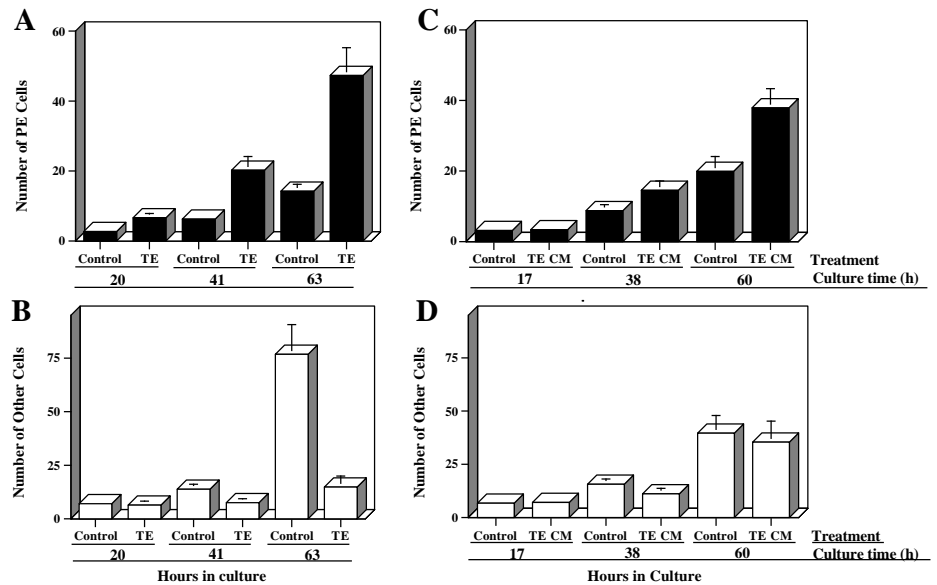 A
Number of PE Cells
60
40
20
0
Control TE Control TE Control TE
20 41 63
C
Number of PE Cells
60
40
20
0
Control TE CM Control TE CM Control TE CM Treatment
17 38 60 Culture time (h)
B
Number of Other Cells
75
50
25
0
Control TE Control TE Control TE
20 41 63
Hours in culture
D
Number of Other Cells
75
50
25
0
Control TE CM Control TE CM Control TE CM Treatment
17 38 60 Culture time (h)
Hours in Culture